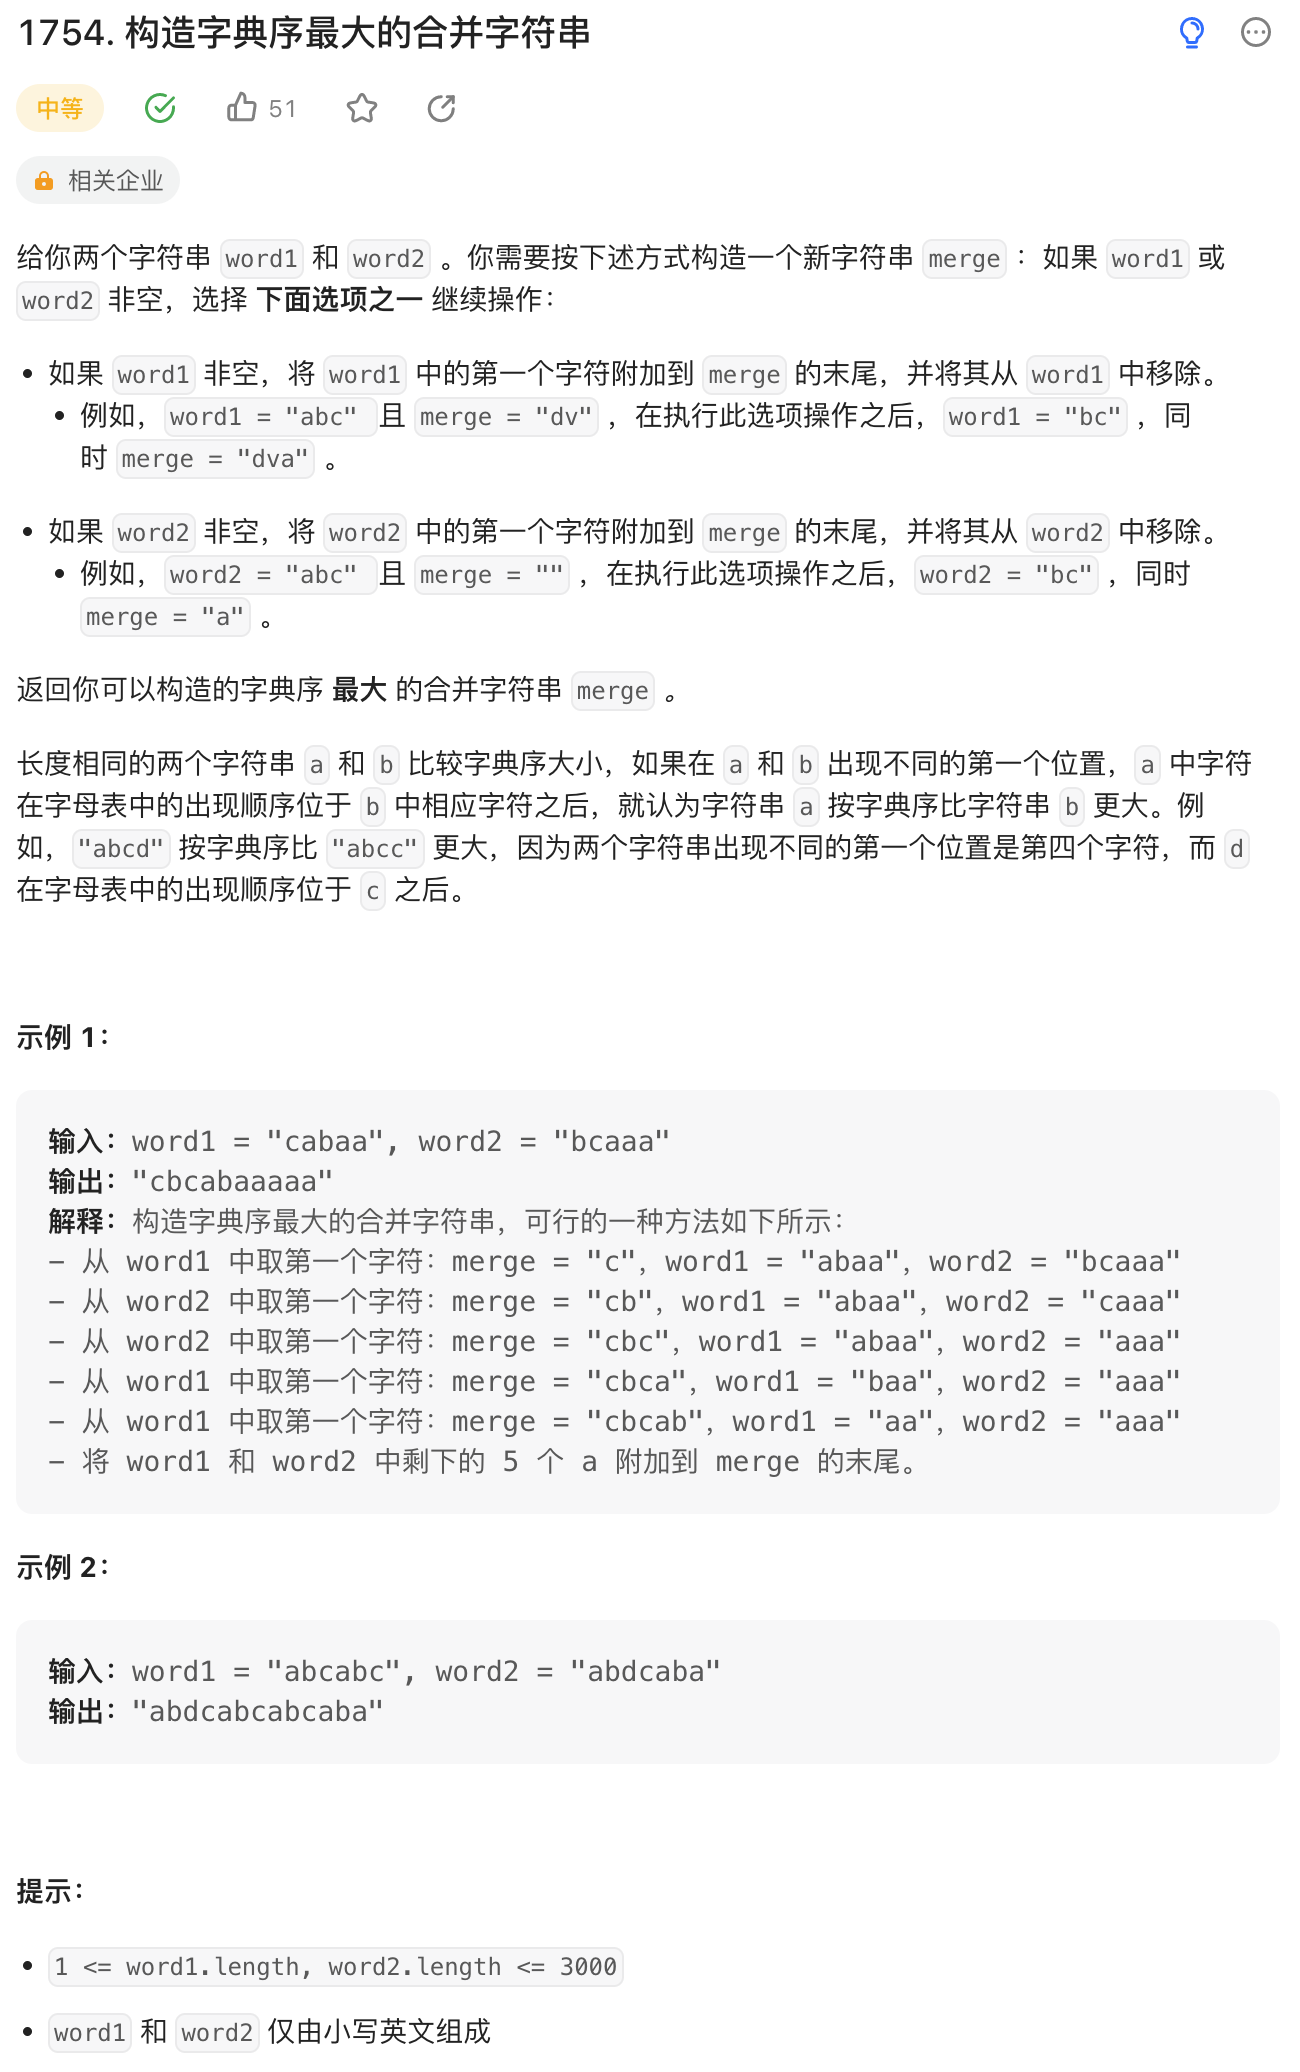 1754. 构造字典序最大的合并字符串
中等 51
相关企业
给你两个字符串 word1 和 word2 。你需要按下述方式构造一个新字符串 merge ：如果 word1 或
word2 非空，选择 下面选项之一 继续操作：
如果 word1 非空，将 word1 中的第一个字符附加到 merge 的末尾，并将其从 word1 中移除。
例如，word1 = "abc" 且 merge = "dv" ，在执行此选项操作之后，word1 = "bc" ，同
时 merge = "dva" 。
如果 word2 非空，将 word2 中的第一个字符附加到 merge 的末尾，并将其从 word2 中移除。
例如，word2 = "abc" 且 merge = "" ，在执行此选项操作之后，word2 = "bc" ，同时
merge = "a" 。
返回你可以构造的字典序 最大 的合并字符串 merge 。
长度相同的两个字符串 a 和 b 比较字典序大小，如果在 a 和 b 出现不同的第一个位置，a 中字符
在字母表中的出现顺序位于 b 中相应字符之后，就认为字符串 a 按字典序比字符串 b 更大。例
如，"abcd" 按字典序比 "abcc" 更大，因为两个字符串出现不同的第一个位置是第四个字符，而 d
在字母表中的出现顺序位于 c 之后。
示例 1：
输入：word1 = "cabaa", word2 = "bcaaa"
输出："cbcabaaaaa"
解释：构造字典序最大的合并字符串，可行的一种方法如下所示：
- 从 word1 中取第一个字符：merge = "c"，word1 = "abaa"，word2 = "bcaaa"
- 从 word2 中取第一个字符：merge = "cb"，word1 = "abaa"，word2 = "caaa"
- 从 word2 中取第一个字符：merge = "cbc"，word1 = "abaa"，word2 = "aaa"
- 从 word1 中取第一个字符：merge = "cbca"，word1 = "baa"，word2 = "aaa"
- 从 word1 中取第一个字符：merge = "cbcab"，word1 = "aa"，word2 = "aaa"
- 将 word1 和 word2 中剩下的 5 个 a 附加到 merge 的末尾。
示例 2：
输入：word1 = "abcabc", word2 = "abdcaba"
输出："abdcabcabcaba"
提示：
1 <= word1.length, word2.length <= 3000
word1 和 word2 仅由小写英文组成